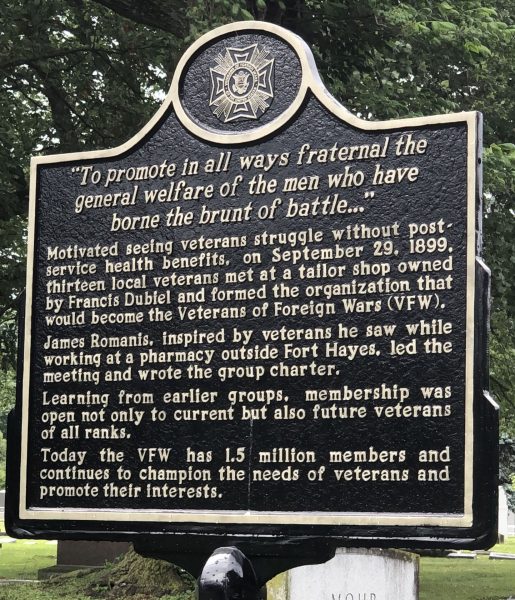 "To promote in all ways fraternal the
general welfare of the men who have
borne the brunt of battle..."
Motivated seeing veterans struggle without post-
service health benefits, on September 29, 1899,
thirteen local veterans met at a tailor shop owned
by Francis Dubiel and formed the organization that
would become the Veterans of Foreign Wars (VFW).
James Romanis, inspired by veterans he saw while
working at a pharmacy outside Fort Hayes, led the
meeting and wrote the group charter.
Learning from earlier groups, membership was
open not only to current but also future veterans
of all ranks.
Today the VFW has 1.5 million members and
continues to champion the needs of veterans and
promote their interests.